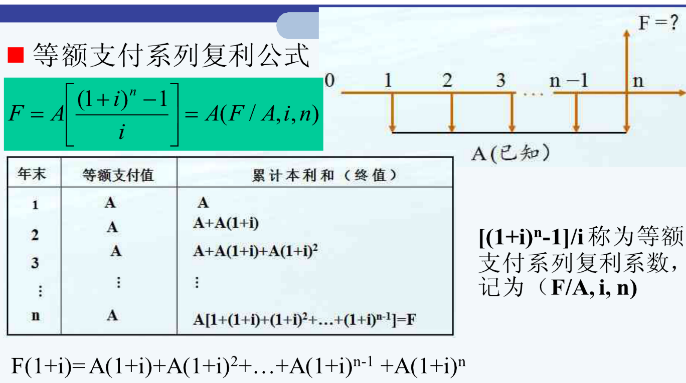 ■ 等额支付系列复利公式
F = A[((1+i)ⁿ −1)/i] = A(F / A,i,n)
F =？
0 1 2 3 … n −1 n
A (已知)
年末 等额支付值 累计本利和（终值）
1 A A
2 A A+A(1+i)
3 A A+A(1+i)+A(1+i)²
⋮ ⋮ ⋮
n A A[1+(1+i)+(1+i)²+…+(1+i)ⁿ⁻¹]=F
[(1+i)ⁿ-1]/i 称为等额
支付系列复利系数，
记为（F/A, i, n)
F(1+i)= A(1+i)+A(1+i)²+…+A(1+i)ⁿ⁻¹ +A(1+i)ⁿ